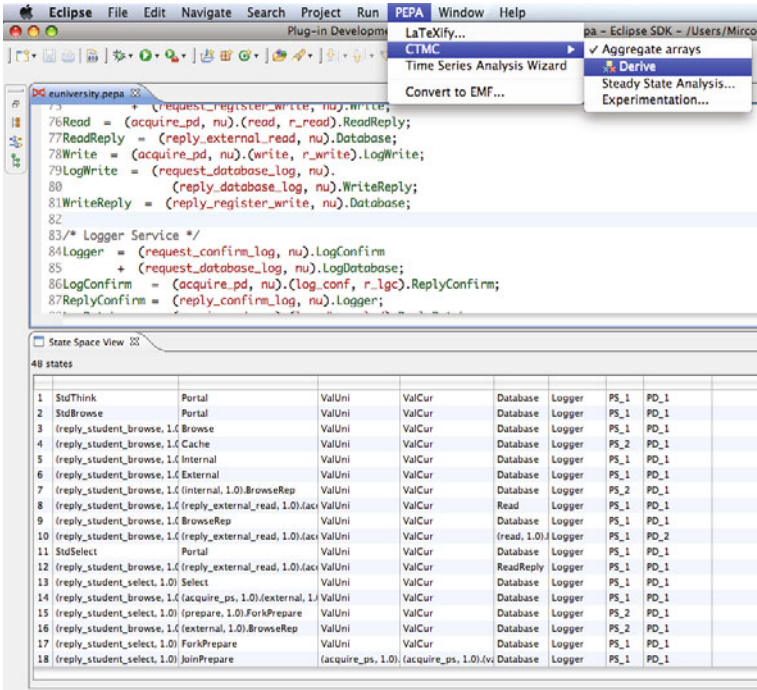 Eclipse File Edit Navigate Search Project Run PEPA Window Help
Plug-in Developme
pa - Eclipse SDK - /Users/Mirco
LaTeXify...
CTMC
Time Series Analysis Wizard
Convert to EMF...
✓ Aggregate arrays
Derive
Steady State Analysis...
Experimentation...
euniversity.pepa
75 + (request_register_write, nu).Write;
76Read = (acquire_pd, nu).(read, r_read).ReadReply;
77ReadReply = (reply_external_read, nu).Database;
78Write = (acquire_pd, nu).(write, r_write).LogWrite;
79LogWrite = (request_database_log, nu).
80 (reply_database_log, nu).WriteReply;
81WriteReply = (reply_register_write, nu).Database;
82
83/* Logger Service */
84Logger = (request_confirm_log, nu).LogConfirm
85 + (request_database_log, nu).LogDatabase;
86LogConfirm = (acquire_pd, nu).(log_conf, r_lgc).ReplyConfirm;
87ReplyConfirm = (reply_confirm_log, nu).Logger;
State Space View
48 states
1 StdThink Portal ValUni ValCur Database Logger PS_1 PD_1
2 StdBrowse Portal ValUni ValCur Database Logger PS_1 PD_1
3 (reply_student_browse, 1.0 Browse ValUni ValCur Database Logger PS_1 PD_1
4 (reply_student_browse, 1.0 Cache ValUni ValCur Database Logger PS_2 PD_1
5 (reply_student_browse, 1.0 Internal ValUni ValCur Database Logger PS_1 PD_1
6 (reply_student_browse, 1.0 External ValUni ValCur Database Logger PS_1 PD_1
7 (reply_student_browse, 1.0 (internal, 1.0).BrowseRep ValUni ValCur Database Logger PS_2 PD_1
8 (reply_student_browse, 1.0 (reply_external_read, 1.0).(ac ValUni ValCur Read Logger PS_1 PD_1
9 (reply_student_browse, 1.0 BrowseRep ValUni ValCur Database Logger PS_1 PD_1
10 (reply_student_browse, 1.0 (reply_external_read, 1.0).(ac ValUni ValCur (read, 1.0). Logger PS_1 PD_2
11 StdSelect Portal ValUni ValCur Database Logger PS_1 PD_1
12 (reply_student_browse, 1.0 (reply_external_read, 1.0).(ac ValUni ValCur ReadReply Logger PS_1 PD_1
13 (reply_student_select, 1.0) Select ValUni ValCur Database Logger PS_1 PD_1
14 (reply_student_browse, 1.0 (acquire_ps, 1.0).(external, 1. ValUni ValCur Database Logger PS_1 PD_1
15 (reply_student_select, 1.0) (prepare, 1.0).ForkPrepare ValUni ValCur Database Logger PS_2 PD_1
16 (reply_student_browse, 1.0 (external, 1.0).BrowseRep ValUni ValCur Database Logger PS_2 PD_1
17 (reply_student_select, 1.0) ForkPrepare ValUni ValCur Database Logger PS_1 PD_1
18 (reply_student_select, 1.0) JoinPrepare (acquire_ps, 1.0). (acquire_ps, 1.0).(v Database Logger PS_1 PD_1